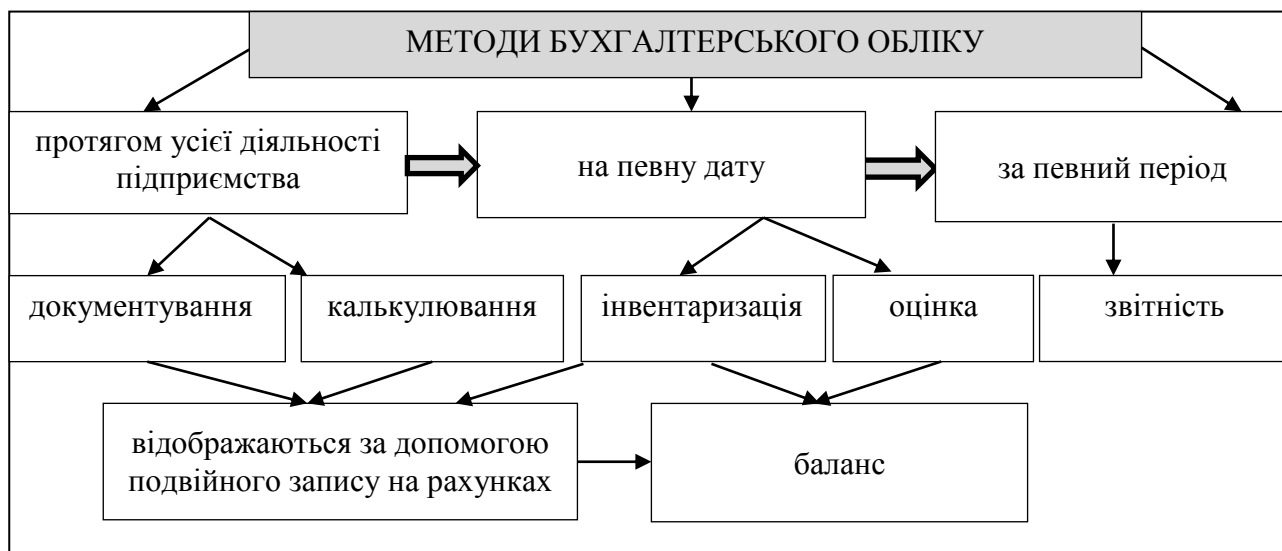 МЕТОДИ БУХГАЛТЕРСЬКОГО ОБЛІКУ
протягом усієї діяльності
підприємства
на певну дату
за певний період
документування
калькулювання
інвентаризація
оцінка
звітність
відображаються за допомогою
подвійного запису на рахунках
баланс